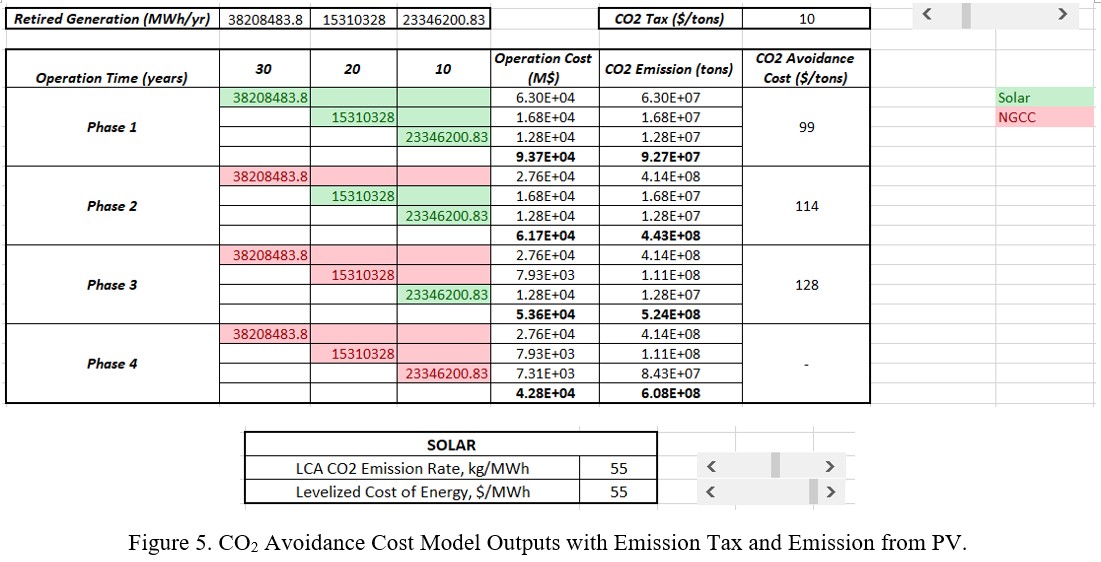 Retired Generation (MWh/yr) 38208483.8 15310328 23346200.83 CO2 Tax ($/tons) 10
Operation Time (years) 30 20 10 Operation Cost (M$) CO2 Emission (tons) CO2 Avoidance Cost ($/tons)
Phase 1 99
38208483.8 6.30E+04 6.30E+07
15310328 1.68E+04 1.68E+07
23346200.83 1.28E+04 1.28E+07
9.37E+04 9.27E+07
Phase 2 114
38208483.8 2.76E+04 4.14E+08
15310328 1.68E+04 1.68E+07
23346200.83 1.28E+04 1.28E+07
6.17E+04 4.43E+08
Phase 3 128
38208483.8 2.76E+04 4.14E+08
15310328 7.93E+03 1.11E+08
23346200.83 1.28E+04 1.28E+07
5.36E+04 5.24E+08
Phase 4 -
38208483.8 2.76E+04 4.14E+08
15310328 7.93E+03 1.11E+08
23346200.83 7.31E+03 8.43E+07
4.28E+04 6.08E+08
Solar
NGCC
SOLAR
LCA CO2 Emission Rate, kg/MWh 55
Levelized Cost of Energy, $/MWh 55
Figure 5. CO₂ Avoidance Cost Model Outputs with Emission Tax and Emission from PV.